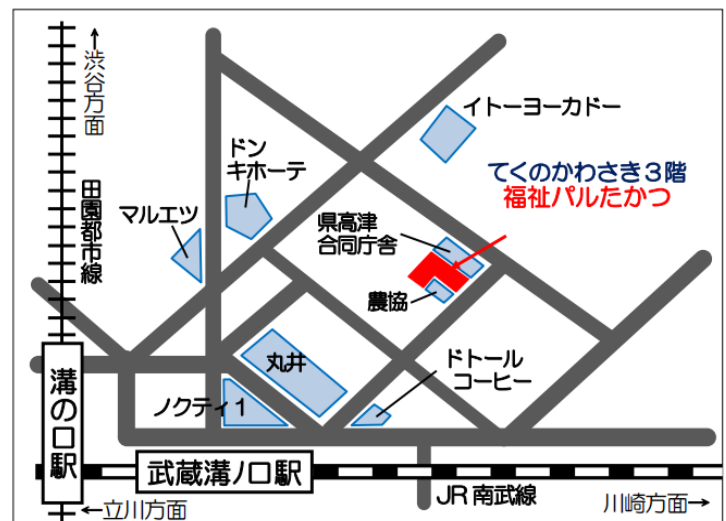 ↑
渋谷方面
田園都市線
マルエツ
ドン
キホーテ
イトーヨーカドー
てくのかわさき3階
福祉パルたかつ
県高津
合同庁舎
農協
丸井
ドトール
コーヒー
ノクティ1
溝の口駅
武蔵溝ノ口駅
JR南武線
←立川方面
川崎方面→